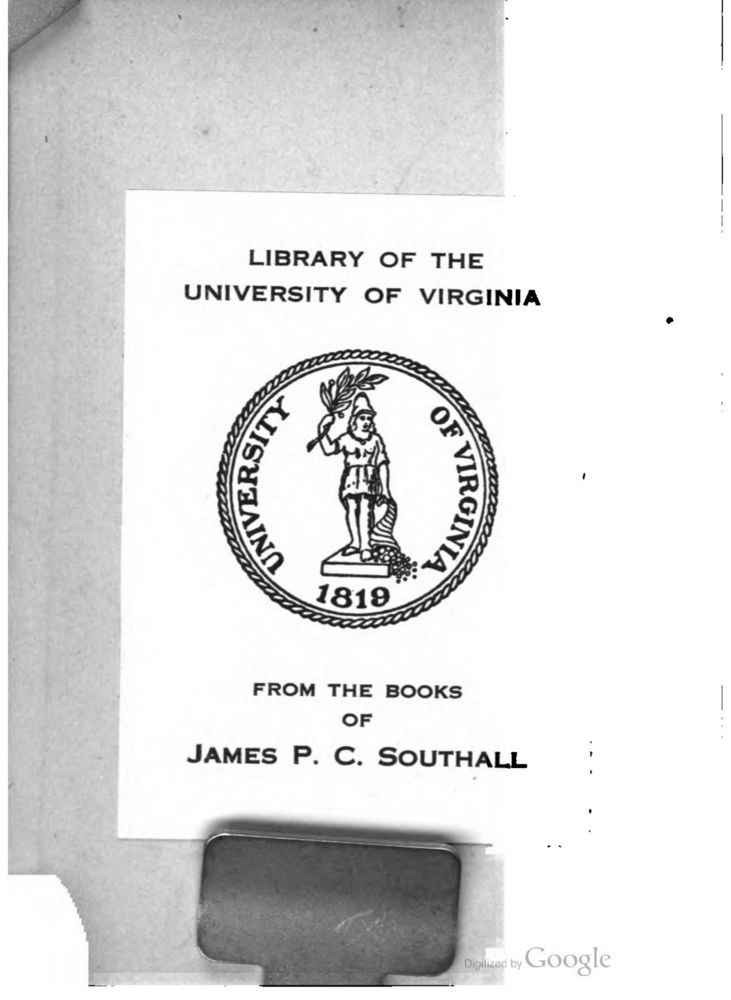 LIBRARY OF THE
UNIVERSITY OF VIRGINIA
UNIVERSITY OF VIRGINIA
1819
FROM THE BOOKS
OF
JAMES P. C. SOUTHALL
Digitized by Google